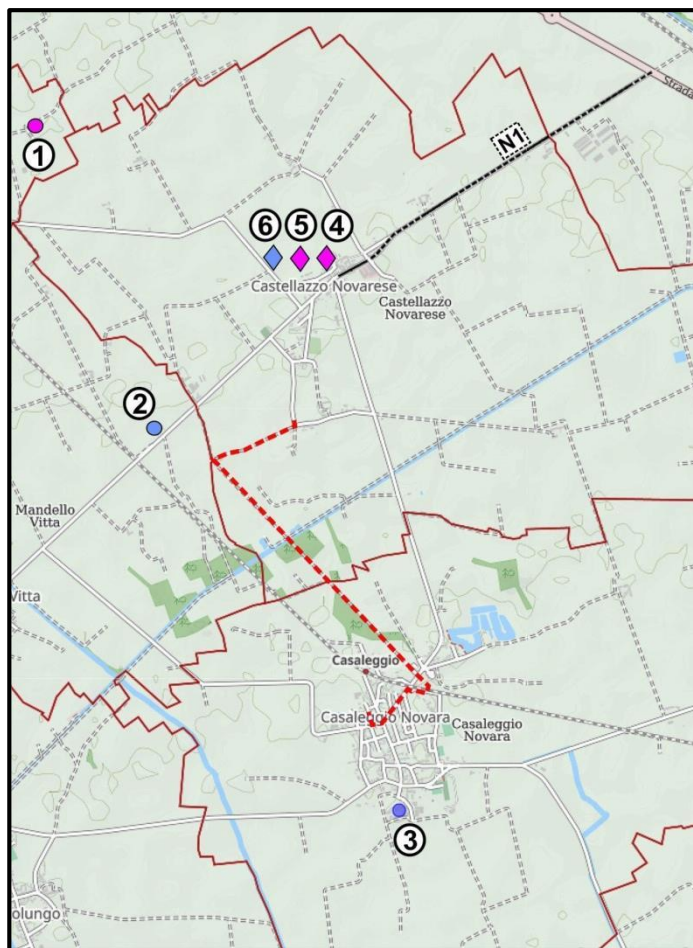 Strada
N1
1
6 5 4
Castellazzo Novarese
Castellazzo
Novarese
2
Mandello
Vitta
Vitta
Casaleggio
Casaleggio Novara
Casaleggio
Novara
3
olungo